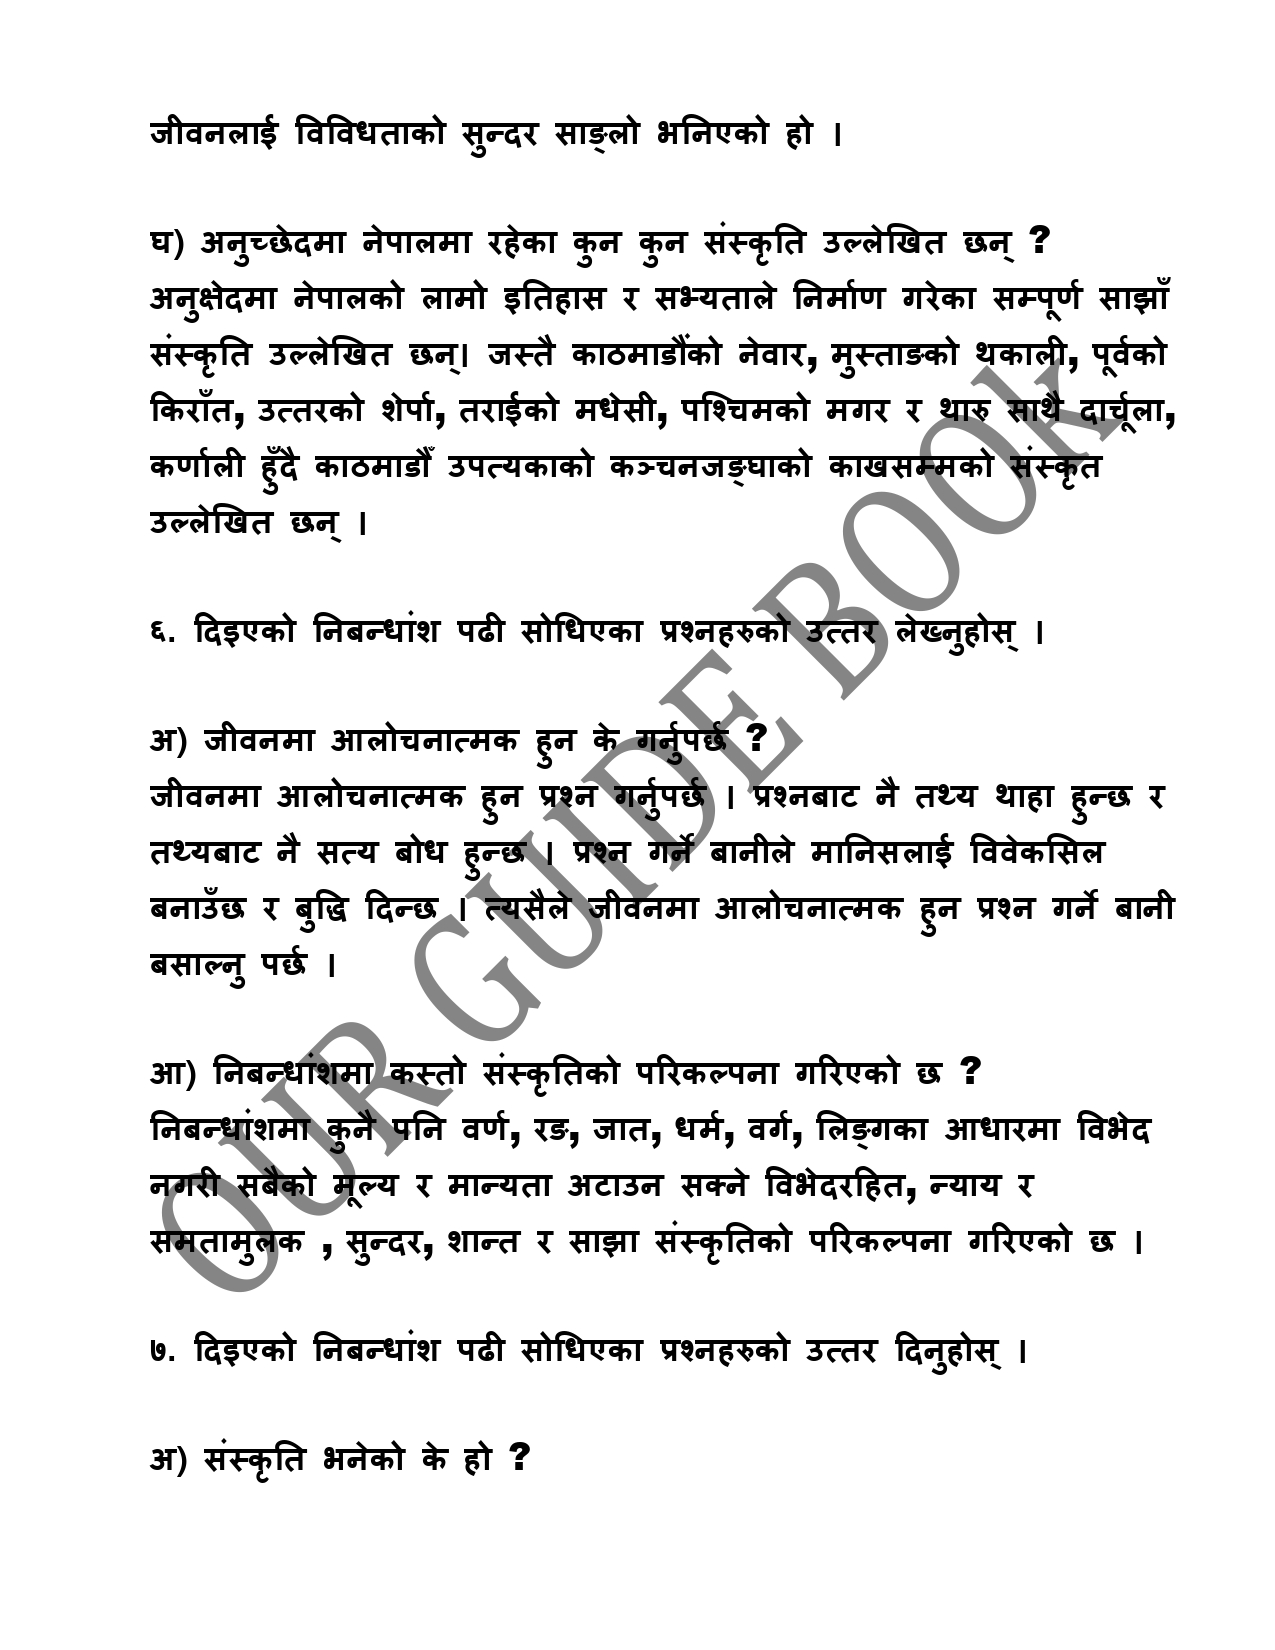 जीवनलाई विविधताको सुन्दर साङ्लो भनिएको हो ।
घ) अनुच्छेदमा नेपालमा रहेका कुन कुन संस्कृति उल्लेखित छन् ?
अनुक्षेदमा नेपालको लामो इतिहास र सभ्यताले निर्माण गरेका सम्पूर्ण साझाँ
संस्कृति उल्लेखित छन्। जस्तै काठमाडौंको नेवार, मुस्ताङको थकाली, पूर्वको
किराँत, उत्तरको शेर्पा, तराईको मधेसी, पश्चिमको मगर र थारु साथै दार्चूला,
कर्णाली हुँदै काठमाडौँ उपत्यकाको कञ्चनजङ्घाको काखसम्मको संस्कृत
उल्लेखित छन् ।
६. दिइएको निबन्धांश पढी सोधिएका प्रश्नहरुको उत्तर लेख्नुहोस् ।
अ) जीवनमा आलोचनात्मक हुन के गर्नुपर्छ ?
जीवनमा आलोचनात्मक हुन प्रश्न गर्नुपर्छ । प्रश्नबाट नै तथ्य थाहा हुन्छ र
तथ्यबाट नै सत्य बोध हुन्छ । प्रश्न गर्ने बानीले मानिसलाई विवेकसिल
बनाउँछ र बुद्धि दिन्छ । त्यसैले जीवनमा आलोचनात्मक हुन प्रश्न गर्ने बानी
बसाल्नु पर्छ ।
आ) निबन्धांशमा कस्तो संस्कृतिको परिकल्पना गरिएको छ ?
निबन्धांशमा कुनै पनि वर्ण, रङ, जात, धर्म, वर्ग, लिङ्गका आधारमा विभेद
नगरी सबैको मूल्य र मान्यता अटाउन सक्ने विभेदरहित, न्याय र
समतामुलक , सुन्दर, शान्त र साझा संस्कृतिको परिकल्पना गरिएको छ ।
७. दिइएको निबन्धांश पढी सोधिएका प्रश्नहरुको उत्तर दिनुहोस् ।
अ) संस्कृति भनेको के हो ?
OUR GUIDE BOOk